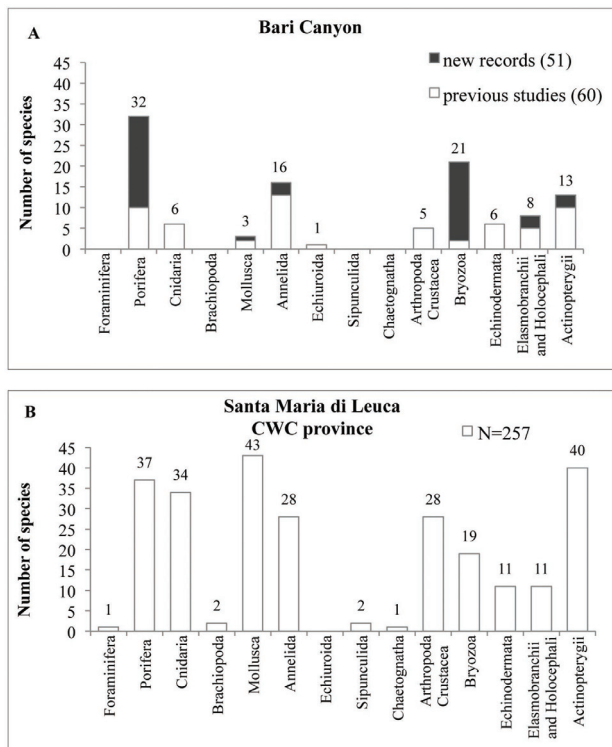 A
Bari Canyon
new records (51)
previous studies (60)
Number of species
45
40
35
30
25
20
15
10
5
0
32
6
3
16
1
5
21
6
8
13
Foraminifera
Porifera
Cnidaria
Brachiopoda
Mollusca
Annelida
Echiuroida
Sipunculida
Chaetognatha
Arthropoda
Crustacea
Bryozoa
Echinodermata
Elasmobranchii
and Holocephali
Actinopterygii
B
Santa Maria di Leuca
CWC province
N=257
Number of species
45
40
35
30
25
20
15
10
5
0
1
37
34
2
43
28
2
1
28
19
11
11
40
Foraminifera
Porifera
Cnidaria
Brachiopoda
Mollusca
Annelida
Echiuroida
Sipunculida
Chaetognatha
Arthropoda
Crustacea
Bryozoa
Echinodermata
Elasmobranchii
and Holocephali
Actinopterygii